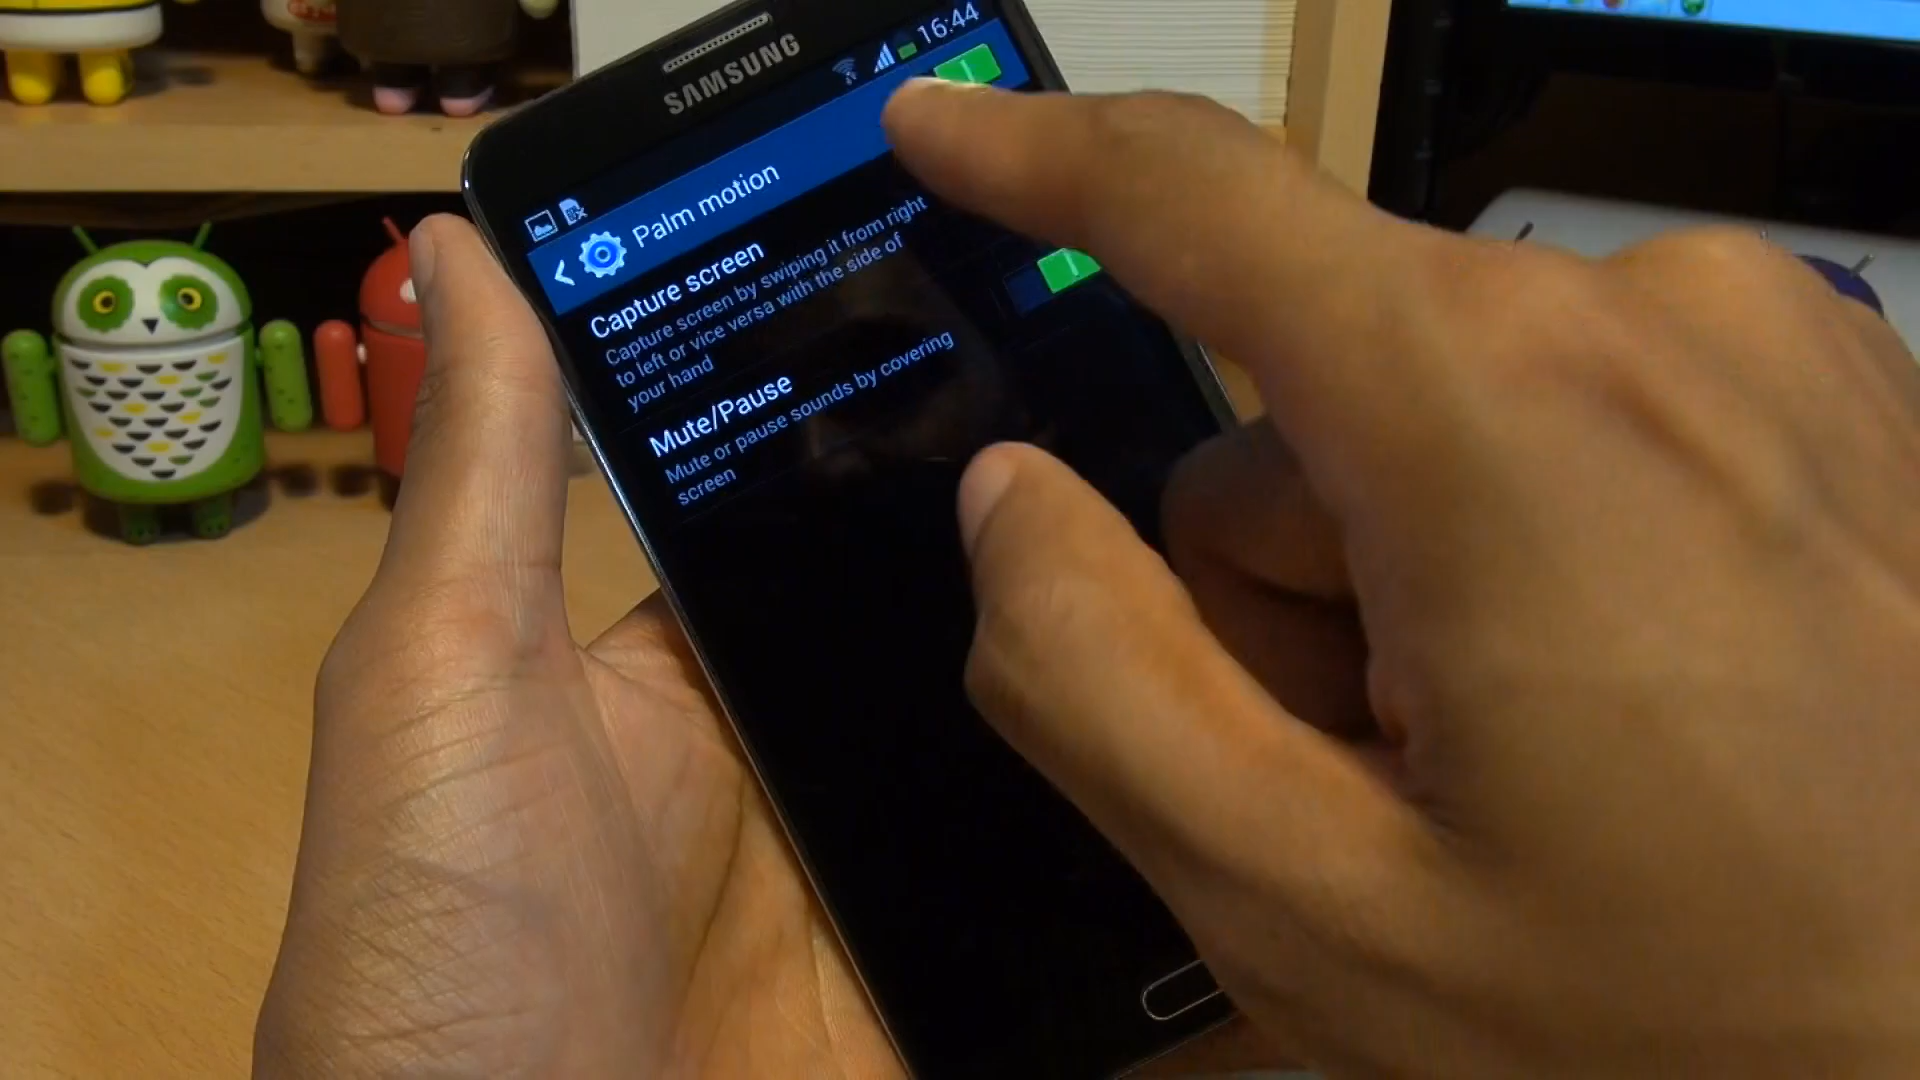 SAMSUNG
16:44
Palm motion
Capture screen
Capture screen by swiping it from right
to left or vice versa with the side of
your hand
Mute/Pause
Mute or pause sounds by covering
screen